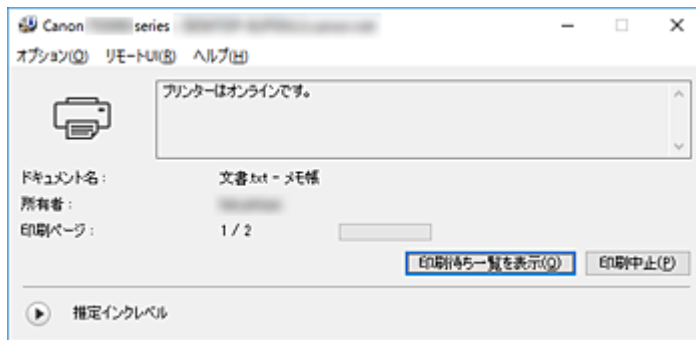 Canon series
オプション(O) リモートUI(R) ヘルプ(H)
プリンターはオンラインです。
ドキュメント名： 文書.txt - メモ帳
所有者：
印刷ページ： 1 / 2
印刷待ち一覧を表示(Q) 印刷中止(P)
推定インクレベル